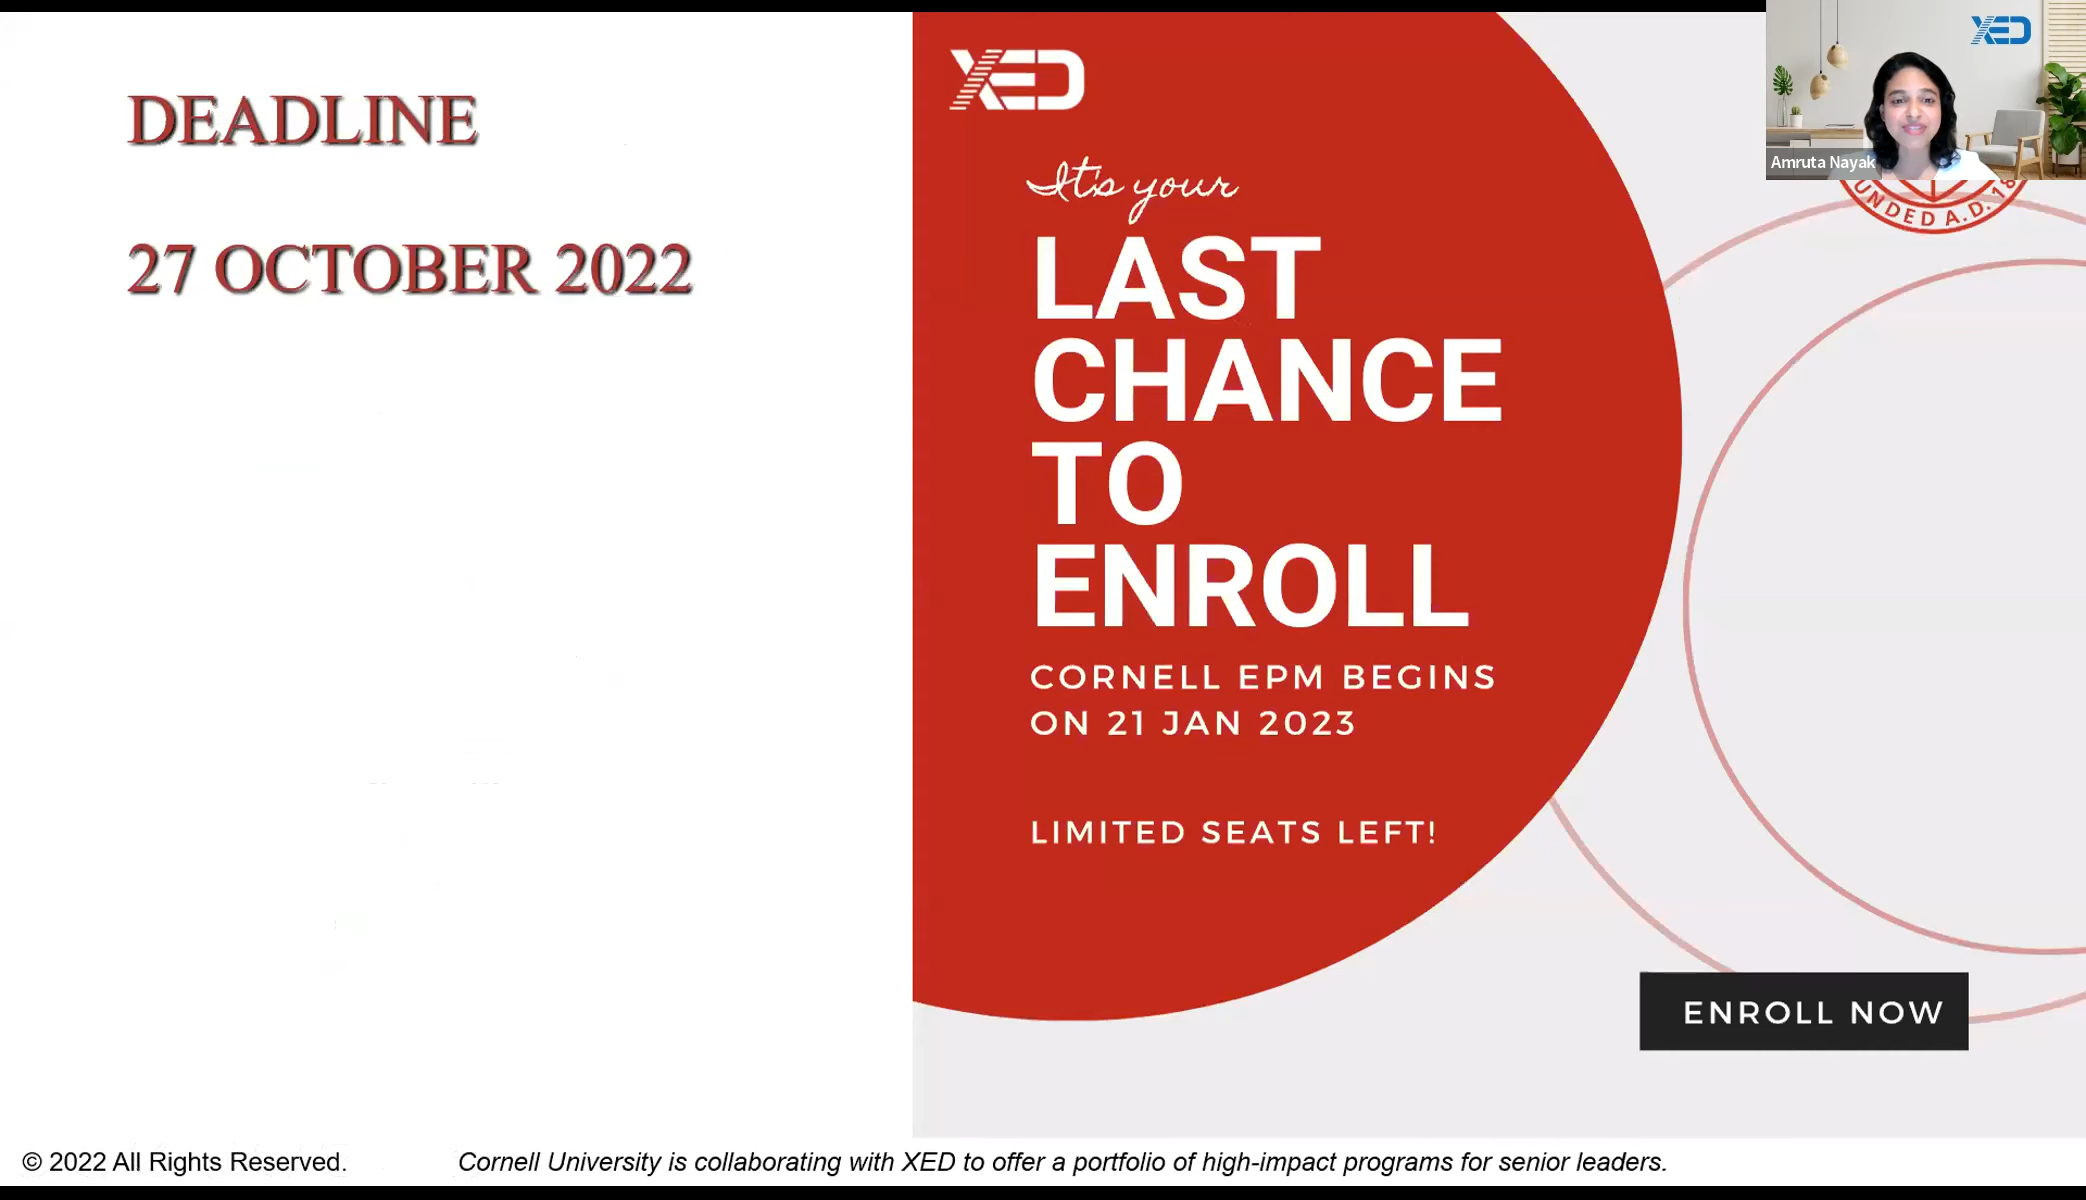 DEADLINE
27 OCTOBER 2022
XED
It's your
LAST
CHANCE
TO
ENROLL
CORNELL EPM BEGINS
ON 21 JAN 2023
LIMITED SEATS LEFT!
XED
Amruta Nayak
UNDED A.D. 18
ENROLL NOW
© 2022 All Rights Reserved.
Cornell University is collaborating with XED to offer a portfolio of high-impact programs for senior leaders.